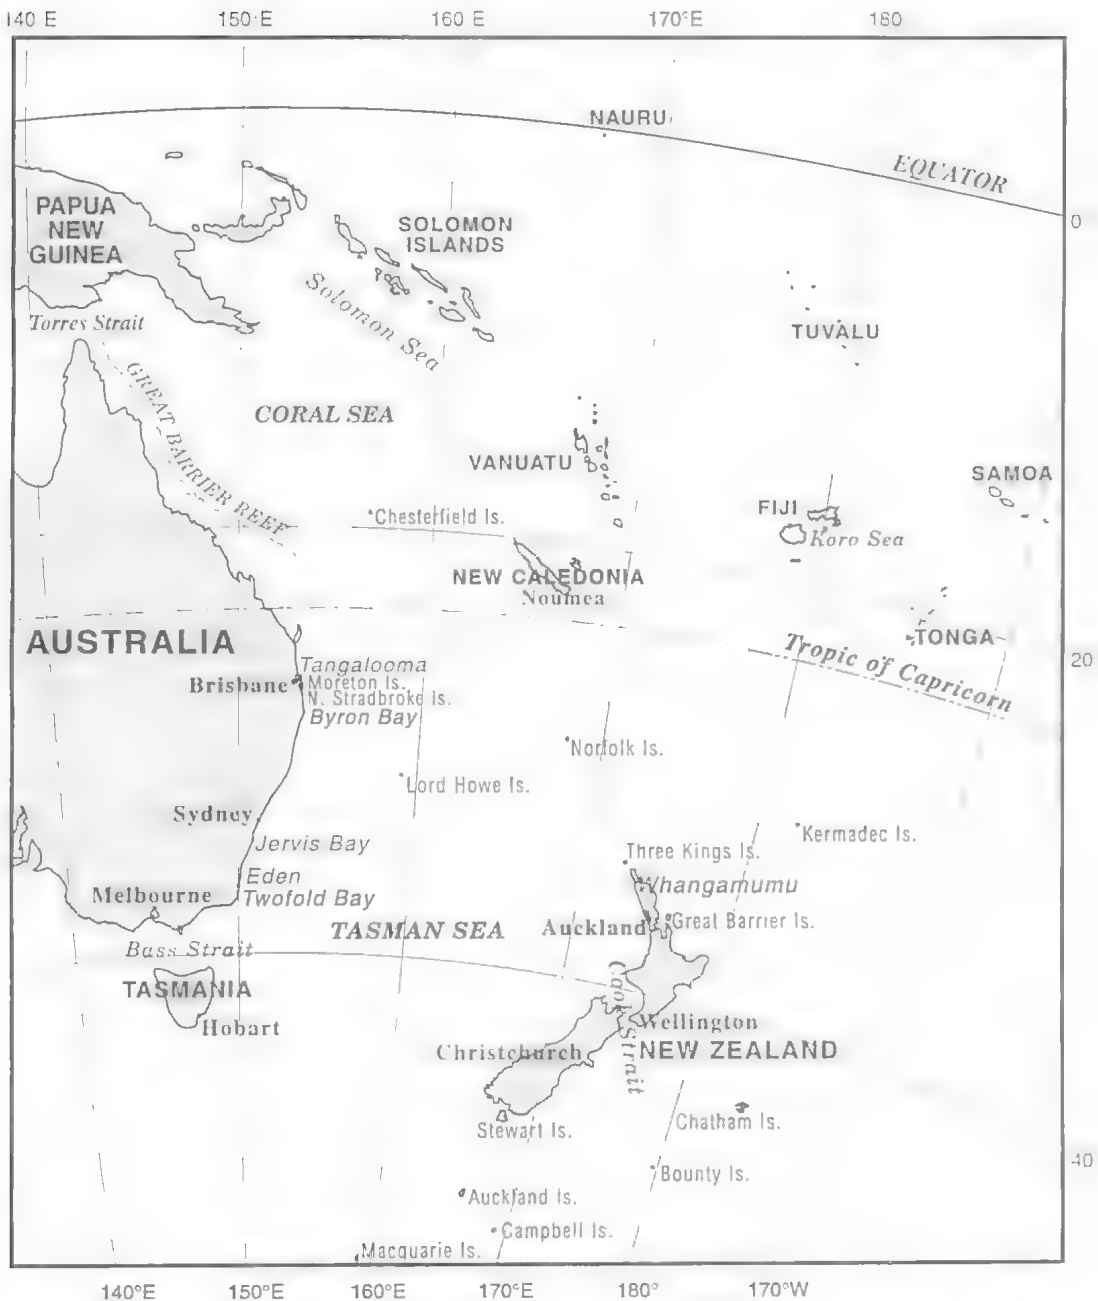 140 E 150°E 160 E 170°E 180
NAURU
EQUATOR
0
PAPUA
NEW
GUINEA
SOLOMON
ISLANDS
Solomon Sea
Torres Strait
TUVALU
GREAT BARRIER REEF
CORAL SEA
VANUATU
SAMOA
FIJI
Chesterfield Is.
Koro Sea
NEW CALEDONIA
Noumea
AUSTRALIA
TONGA
Tropic of Capricorn
20
Tangalooma
Brisbane
Moreton Is.
N. Stradbroke Is.
Byron Bay
Norfolk Is.
Lord Howe Is.
Sydney
Kermadec Is.
Jervis Bay
Three Kings Is.
Eden
Whangamumu
Melbourne
Twofold Bay
TASMAN SEA
Auckland
Great Barrier Is.
Bass Strait
TASMANIA
Cook Strait
Hobart
Wellington
Christchurch
NEW ZEALAND
Stewart Is.
Chatham Is.
40
Bounty Is.
Auckland Is.
Campbell Is.
Macquarie Is.
140°E 150°E 160°E 170°E 180° 170°W